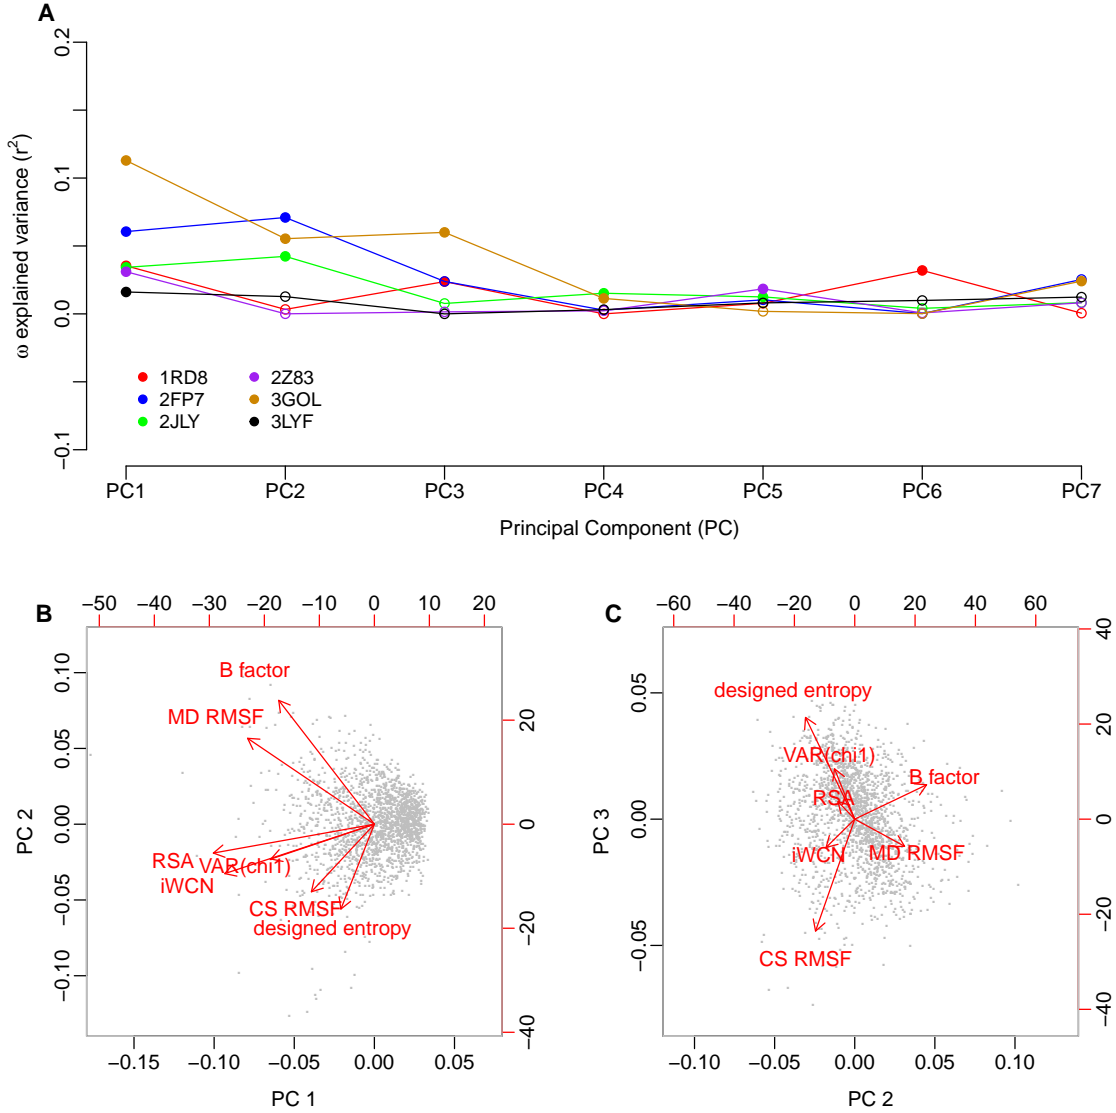 A
ω explained variance (r²)
0.2
0.1
0.0
−0.1
1RD8 2Z83
2FP7 3GOL
2JLY 3LYF
PC1 PC2 PC3 PC4 PC5 PC6 PC7
Principal Component (PC)
B
−50 −40 −30 −20 −10 0 10 20
PC 2
0.10
0.05
0.00
−0.05
−0.10
20
0
−20
−40
B factor
MD RMSF
RSA VAR(chi1)
iWCN
CS RMSF
designed entropy
−0.15 −0.10 −0.05 0.00 0.05
PC 1
C
−60 −40 −20 0 20 40 60
PC 3
0.05
0.00
−0.05
40
20
0
−20
−40
designed entropy
VAR(chi1)
B factor
RSA
iWCN MD RMSF
CS RMSF
−0.10 −0.05 0.00 0.05 0.10
PC 2